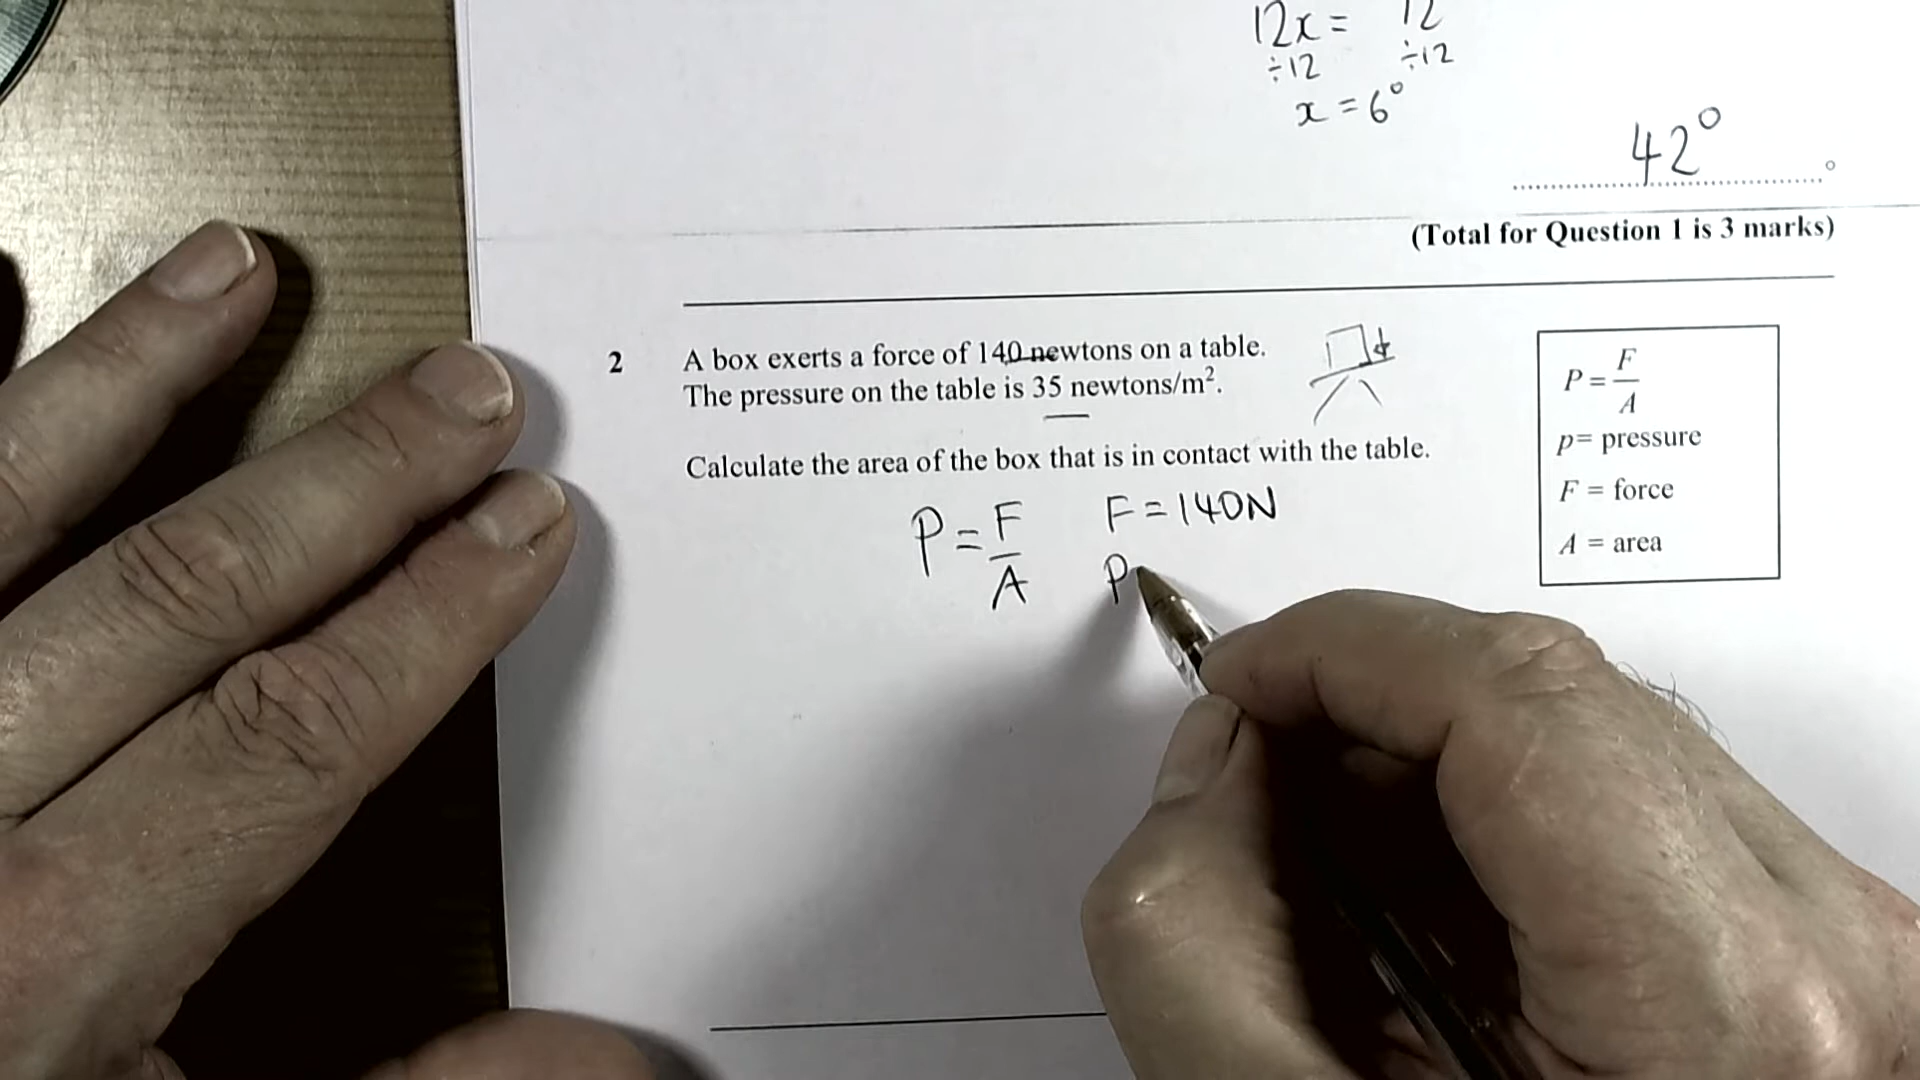 12x = 12
÷12 ÷12
x = 6°
42°
°
(Total for Question 1 is 3 marks)
2 A box exerts a force of 140 newtons on a table.
The pressure on the table is 35 newtons/m².
Calculate the area of the box that is in contact with the table.
P = F/A
p= pressure
F = force
A = area
P = F/A
F = 140N
P